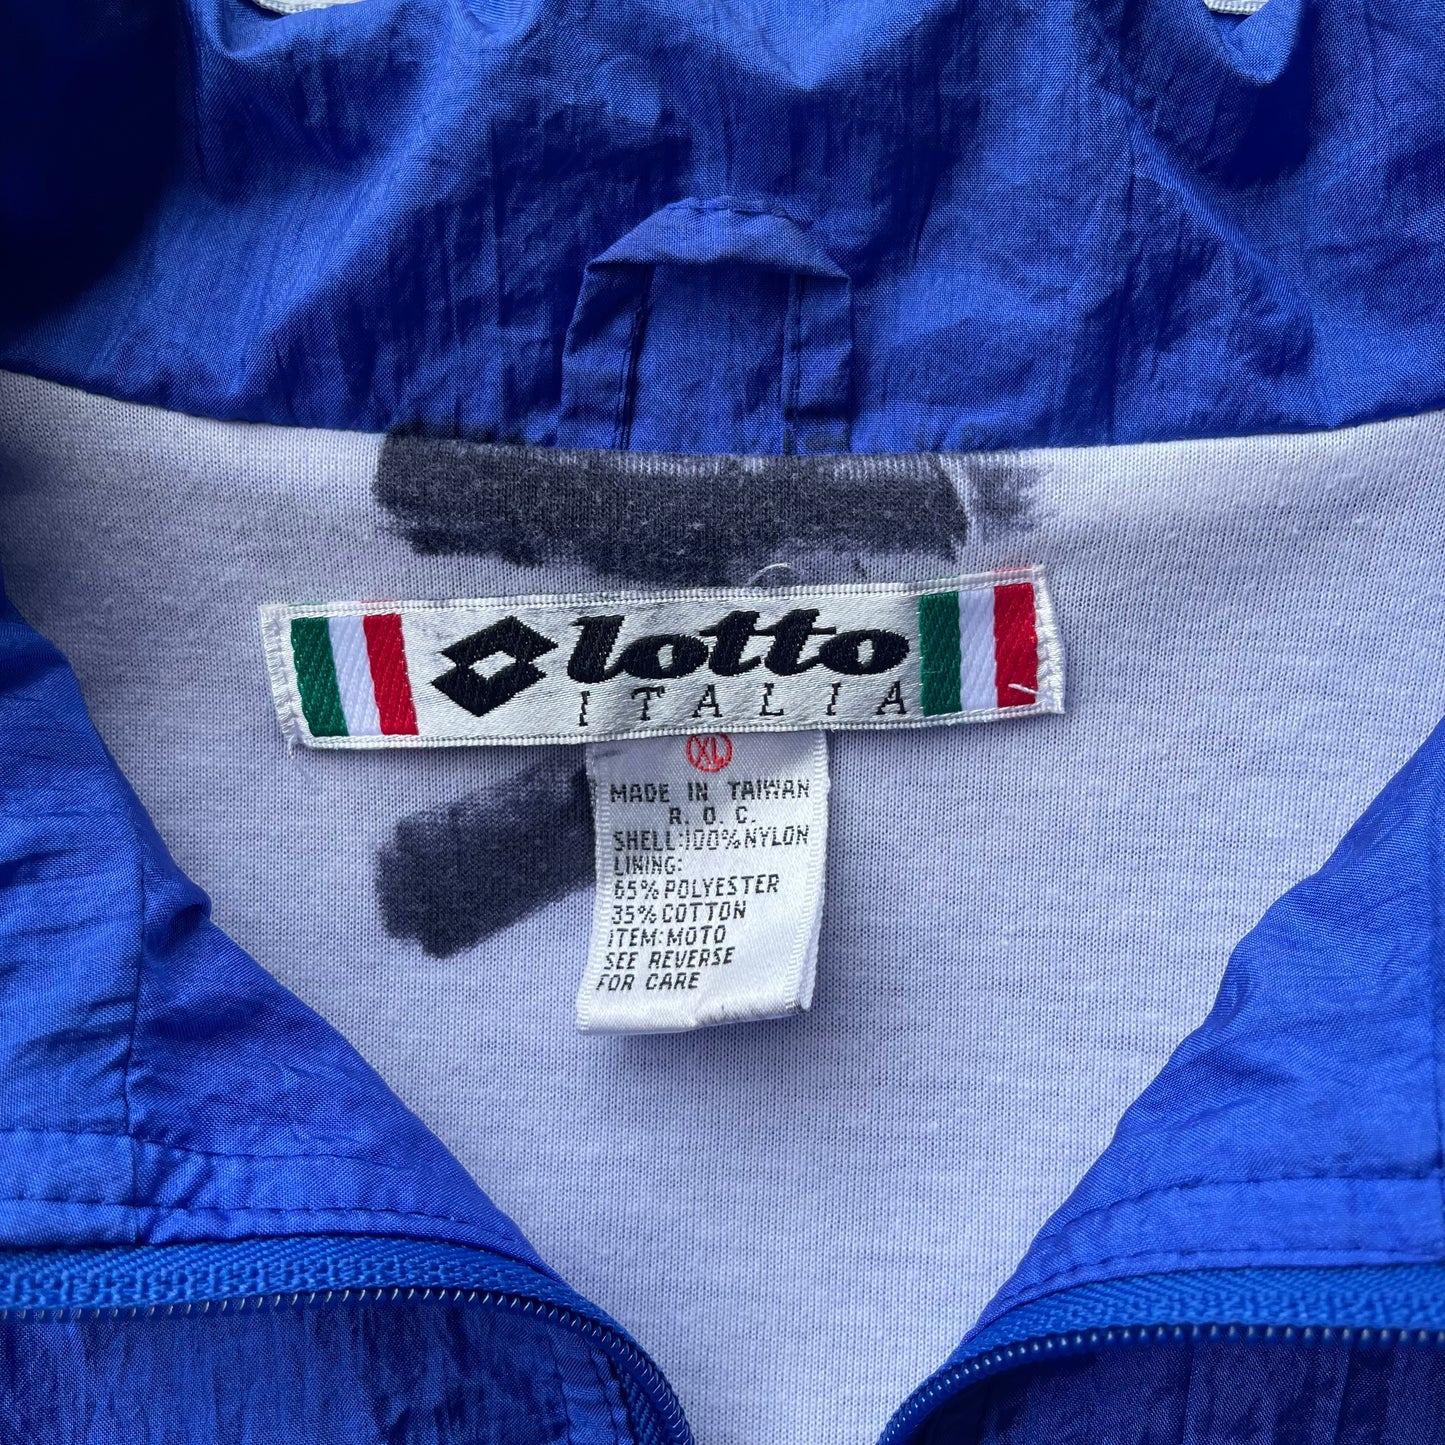 lotto
ITALIA
XL
MADE IN TAIWAN
R. O. C.
SHELL:100%NYLON
LINING:
65%POLYESTER
35%COTTON
ITEM:MOTO
SEE REVERSE
FOR CARE